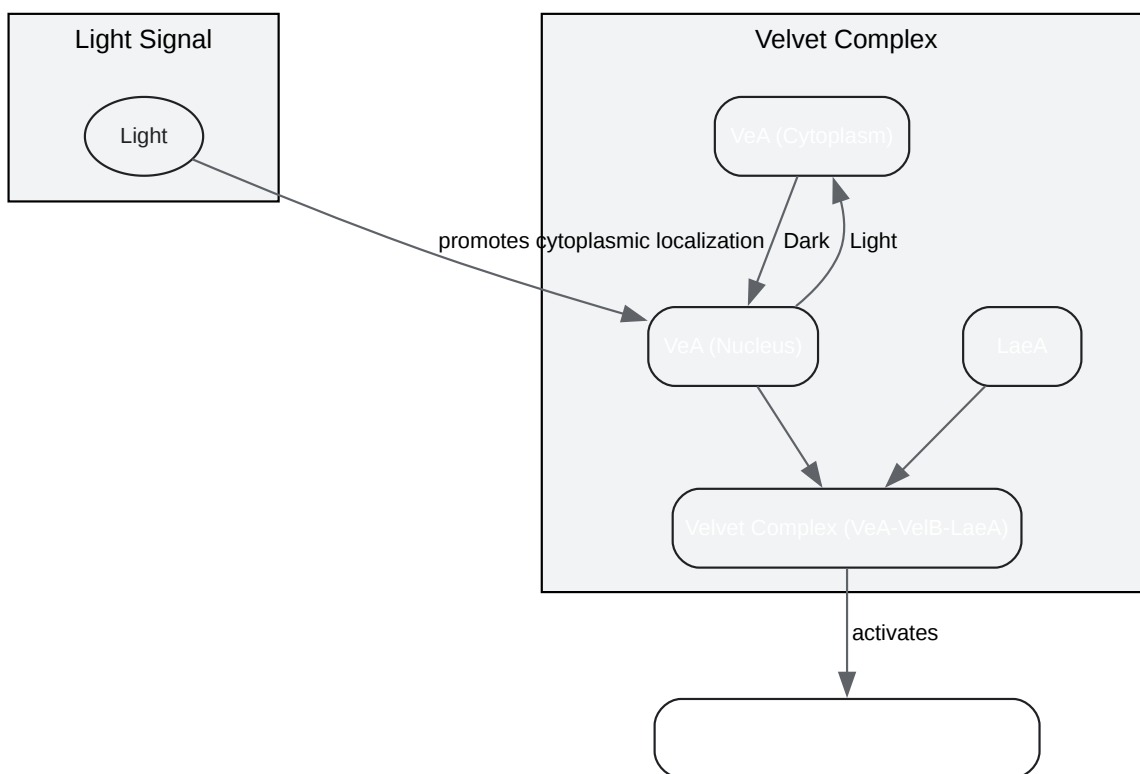 Light Signal
Velvet Complex
Light
VeA (Cytoplasm)
promotes cytoplasmic localization
Dark
Light
VeA (Nucleus)
LaeA
Velvet Complex (VeA-VelB-LaeA)
activates